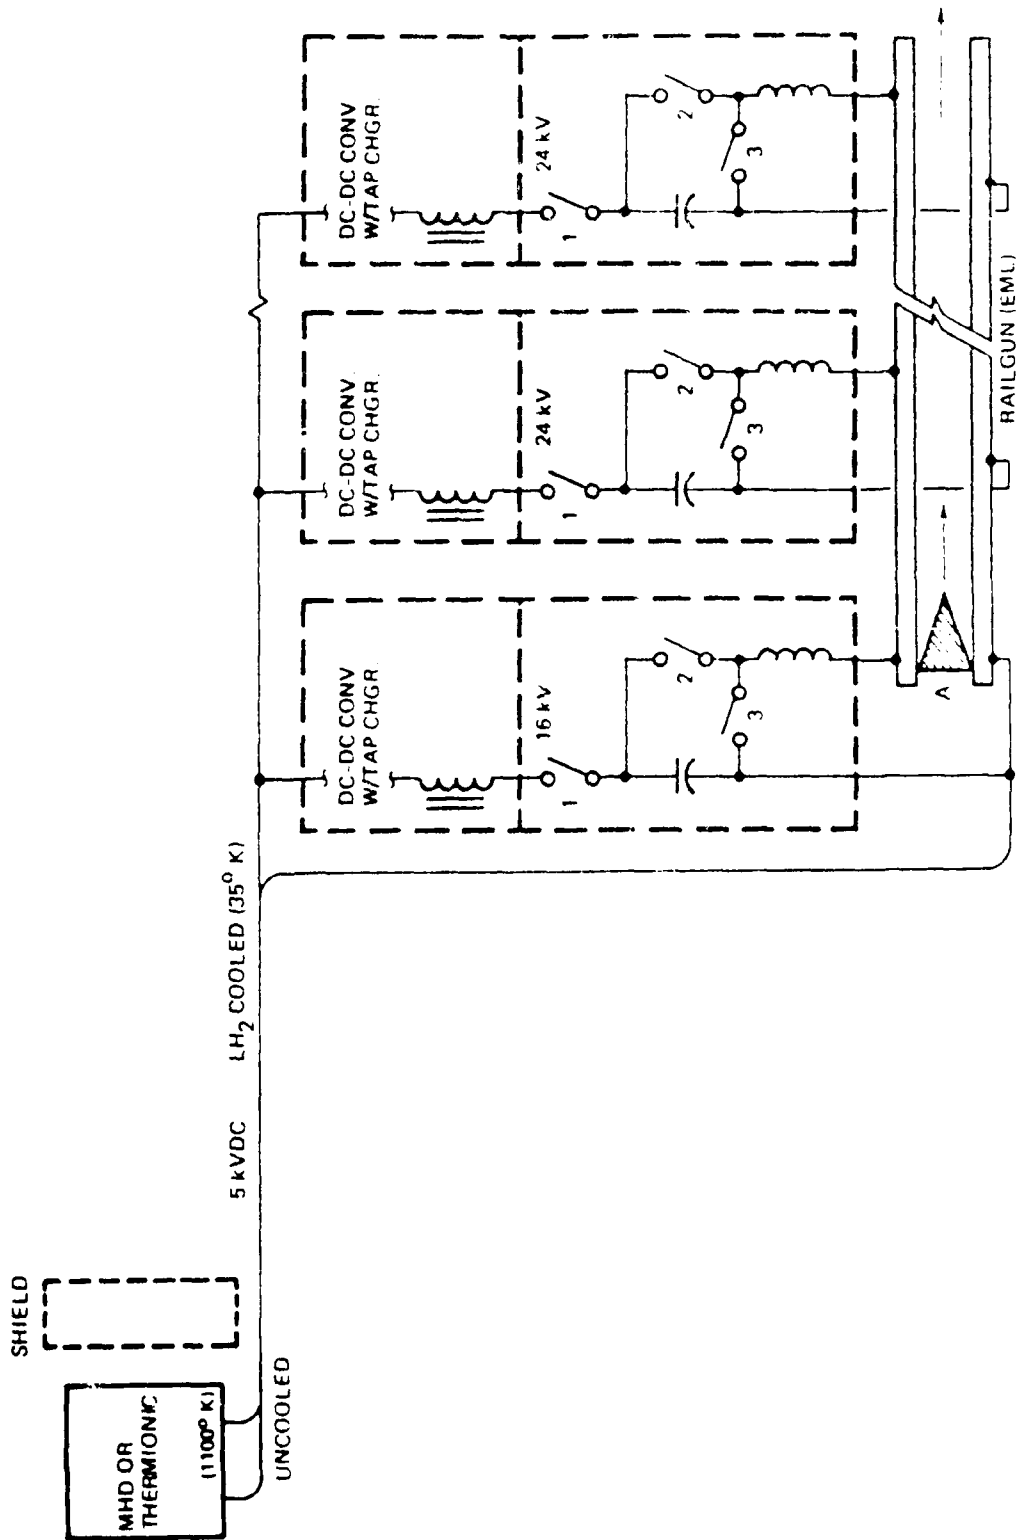 SHIELD
MHD OR
THERMIONIC
(1100° K)
UNCOOLED
5 kVDC
LH2 COOLED (35° K)
DC-DC CONV
W/TAP CHGR.
16 kV
1
2
3
DC-DC CONV
W/TAP CHGR.
24 kV
1
2
3
DC-DC CONV
W/TAP CHGR.
24 kV
1
2
3
A
RAILGUN (EML)